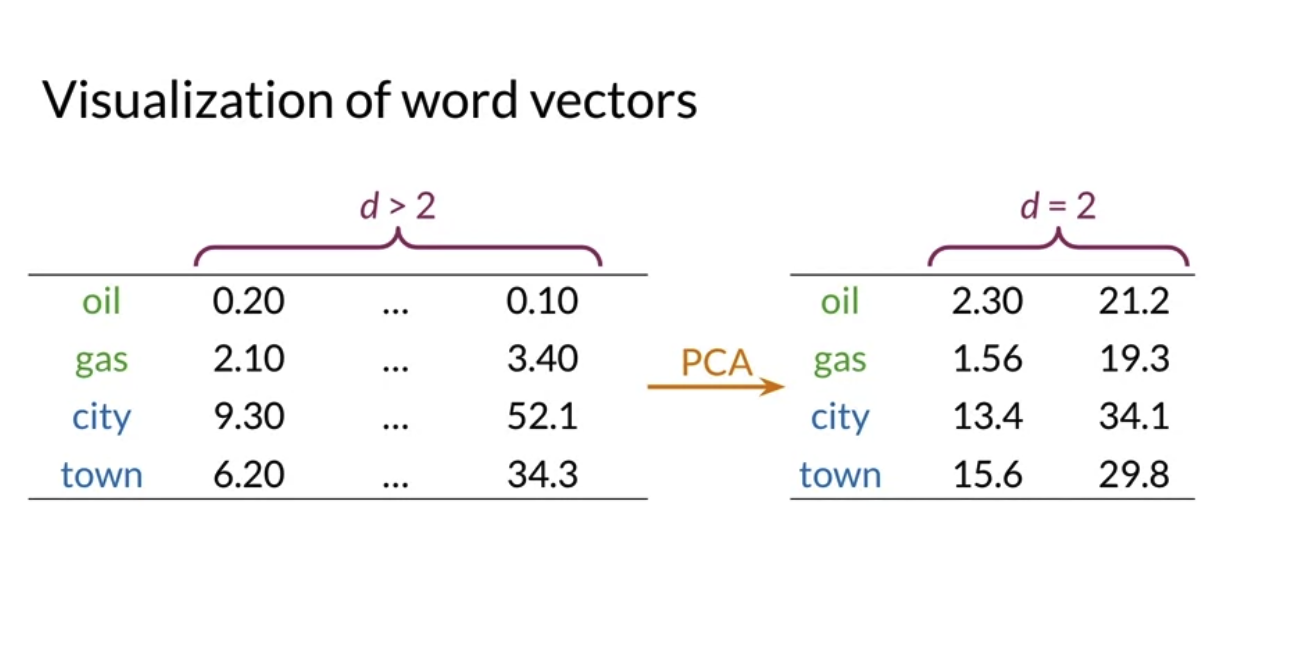 Visualization of word vectors
d > 2
oil 0.20 ... 0.10
gas 2.10 ... 3.40
city 9.30 ... 52.1
town 6.20 ... 34.3
PCA
d = 2
oil 2.30 21.2
gas 1.56 19.3
city 13.4 34.1
town 15.6 29.8